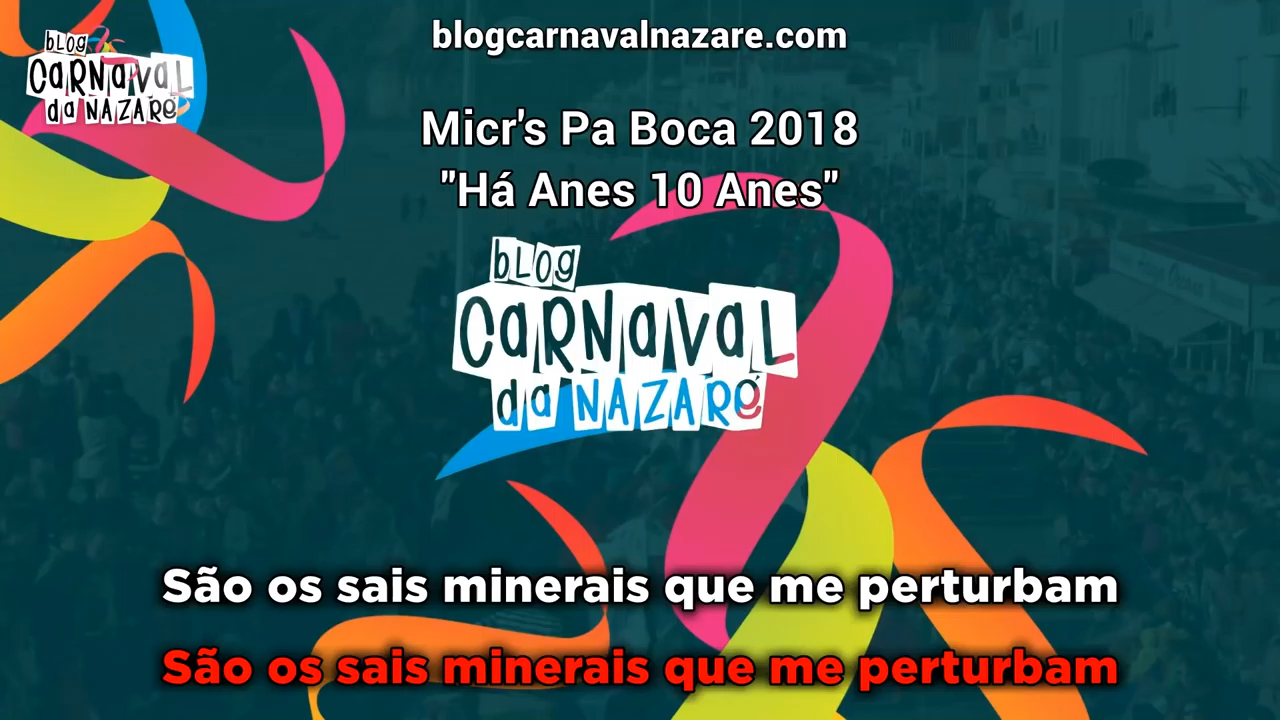 blog
CARNAVAL
da NAZARÉ
blogcarnavalnazare.com
Micr's Pa Boca 2018
"Há Anes 10 Anes"
blog
CARNAVAL
da NAZARÉ
São os sais minerais que me perturbam
São os sais minerais que me perturbam